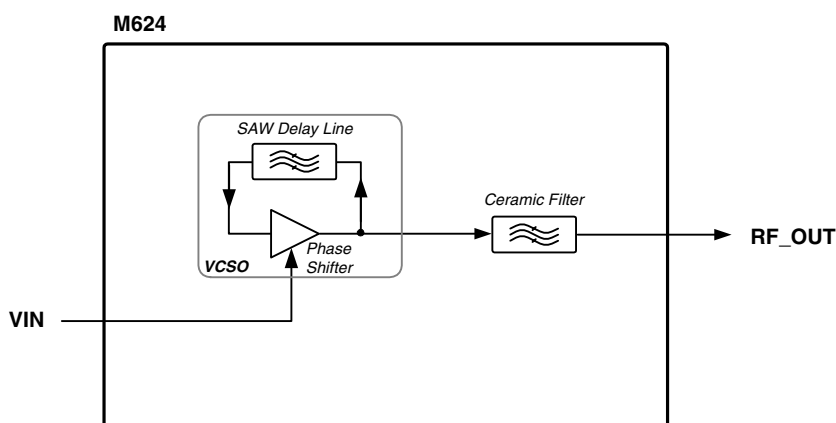 M624
SAW Delay Line
Ceramic Filter
RF_OUT
Phase
Shifter
VCSO
VIN